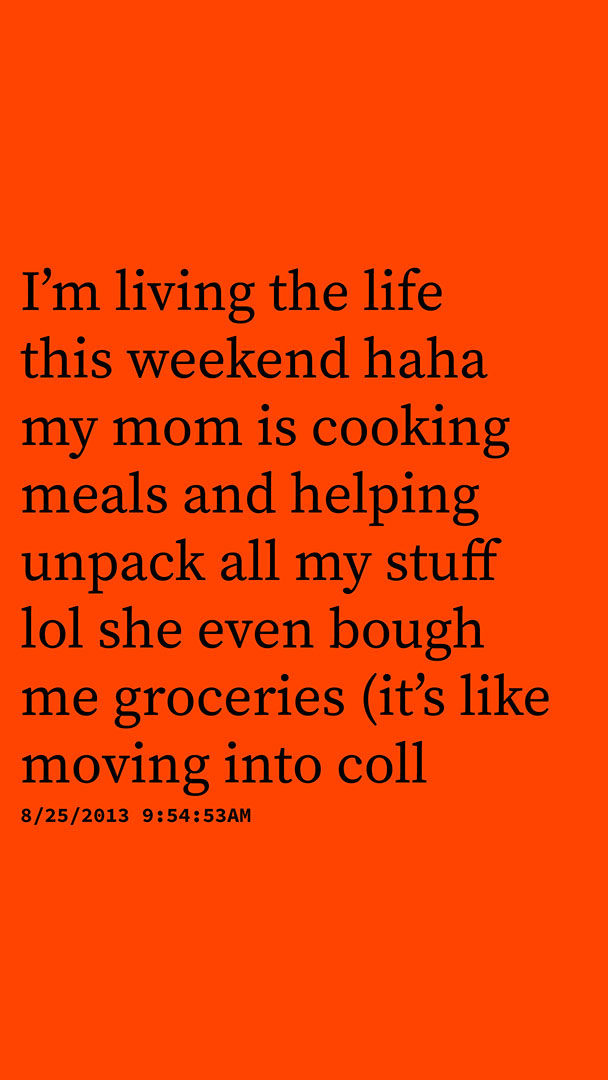 I’m living the life
this weekend haha
my mom is cooking
meals and helping
unpack all my stuff
lol she even bough
me groceries (it’s like
moving into coll
8/25/2013 9:54:53AM